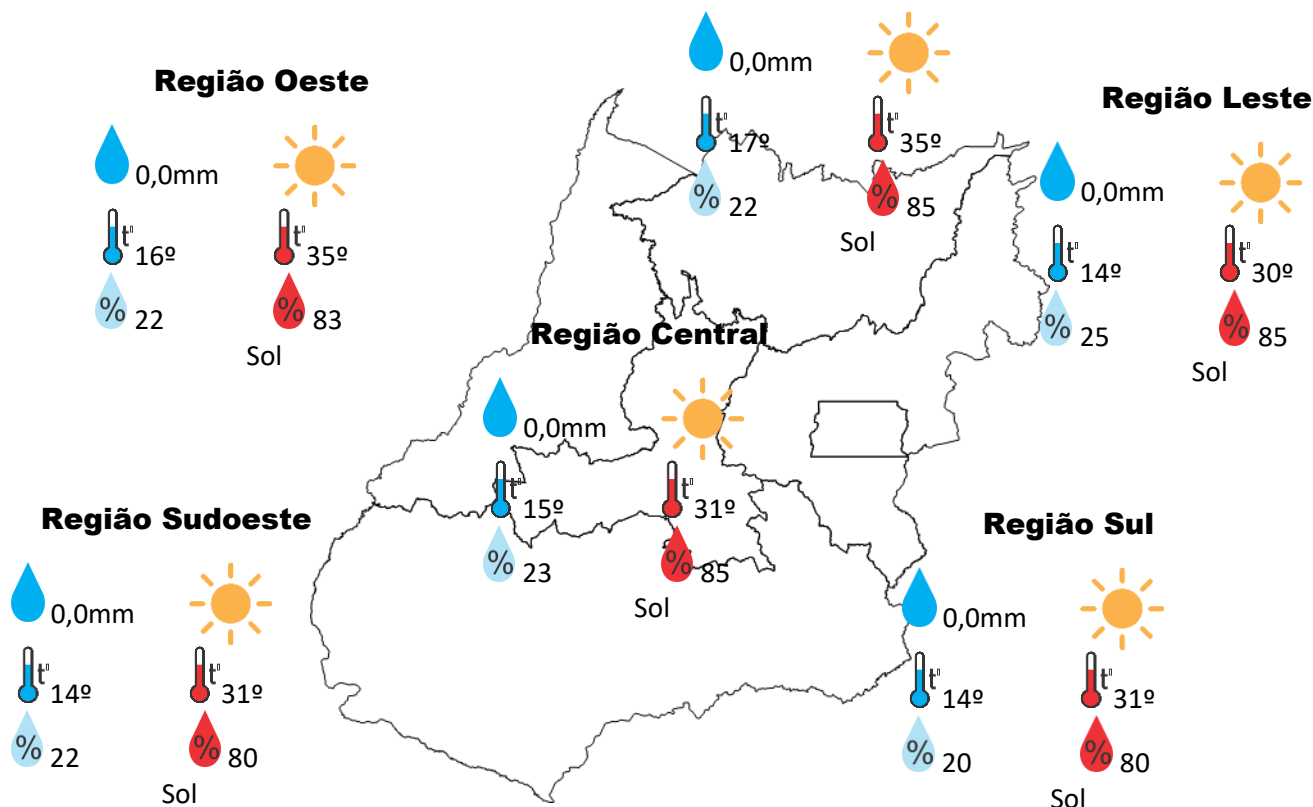 0,0mm
t°
17º
t°
35º
% 22
% 85
Sol
Região Oeste
0,0mm
t°
16º
t°
35º
% 22
% 83
Sol
Região Leste
0,0mm
t°
14º
t°
30º
% 25
% 85
Sol
Região Central
0,0mm
t°
15º
t°
31º
% 23
% 85
Sol
Região Sudoeste
0,0mm
t°
14º
t°
31º
% 22
% 80
Sol
Região Sul
0,0mm
t°
14º
t°
31º
% 20
% 80
Sol